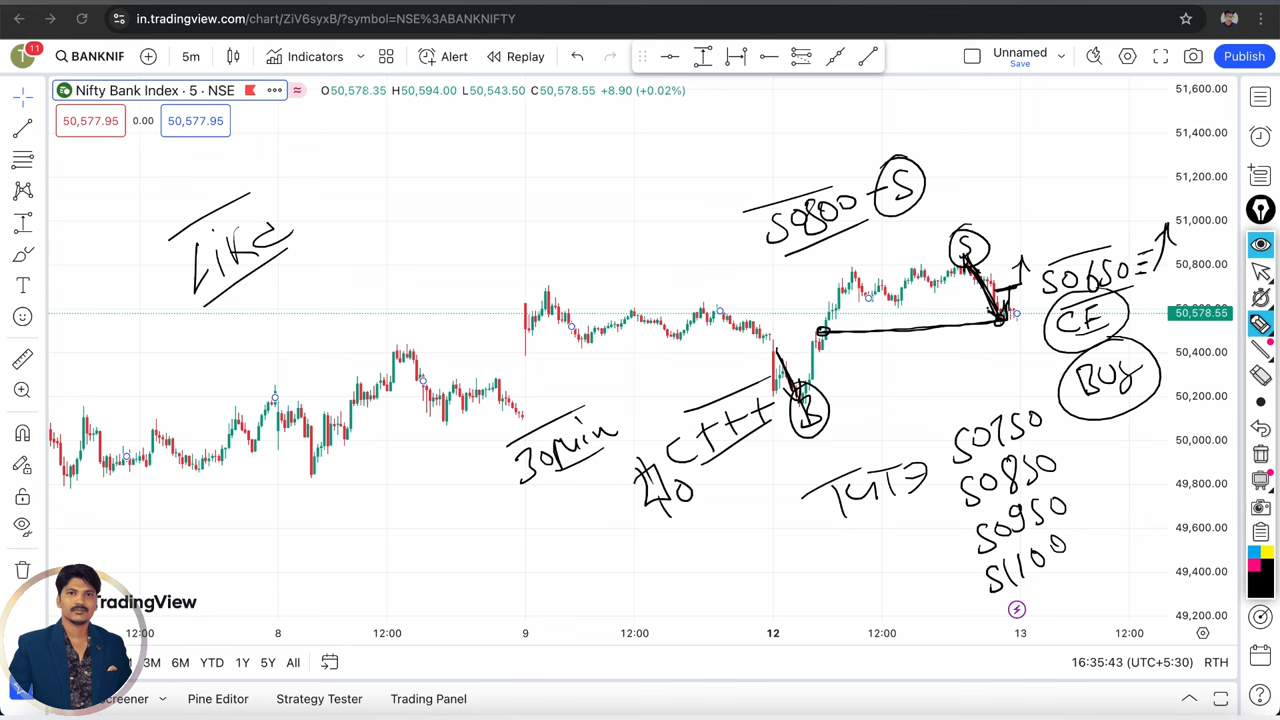 in.tradingview.com/chart/ZiV6syxB/?symbol=NSE%3ABANKNIFTY
T 11 BANKNIF 5m Indicators Alert Replay Unnamed Save Publish
Nifty Bank Index · 5 · NSE O50,578.35 H50,594.00 L50,543.50 C50,578.55 +8.90 (+0.02%)
50,577.95 0.00 50,577.95
51,600.00
51,400.00
51,200.00
51,000.00
50,800.00
50,578.55
50,400.00
50,200.00
50,000.00
49,800.00
49,600.00
49,400.00
49,200.00
Like
50800 - S
S
50650
CE
BUY
B
30min
40
50750
50850
50950
51100
TradingView
12:00 8 12:00 9 12:00 12 12:00 13 12:00
3M 6M YTD 1Y 5Y All 16:35:43 (UTC+5:30) RTH
creener Pine Editor Strategy Tester Trading Panel